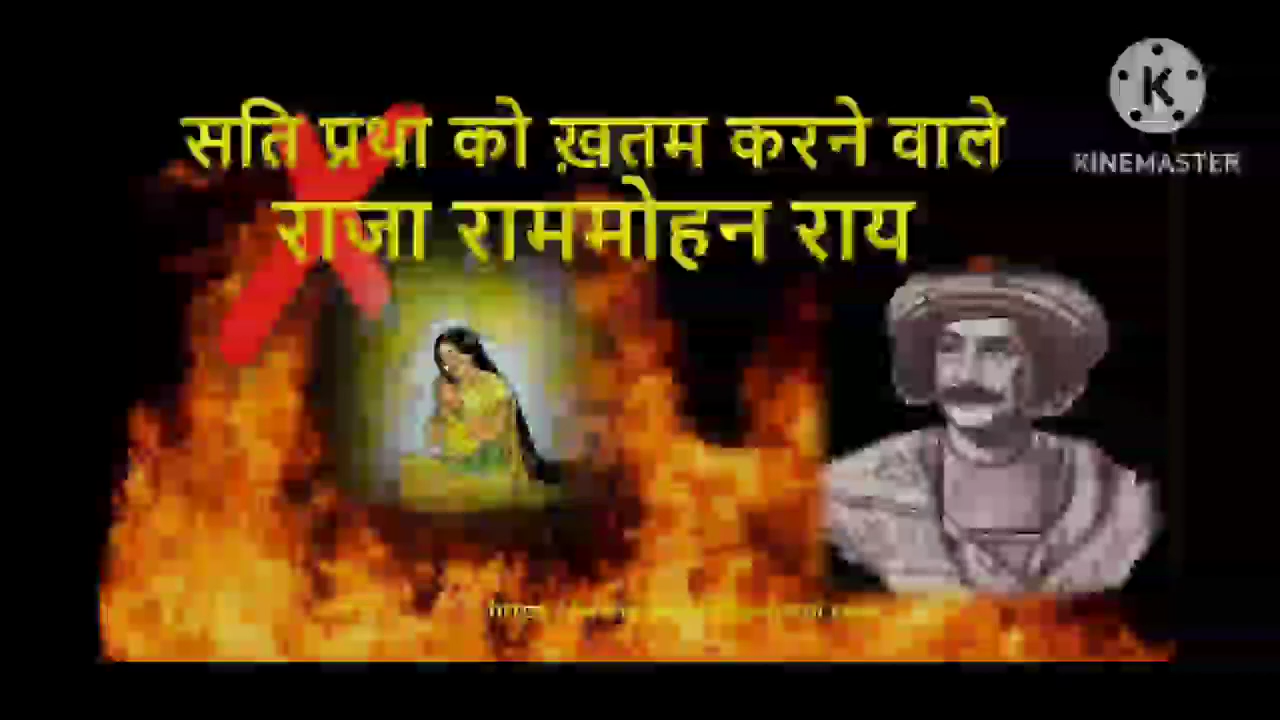 सति प्रथा को ख़तम करने वाले
राजा राममोहन राय
K
KINEMASTER